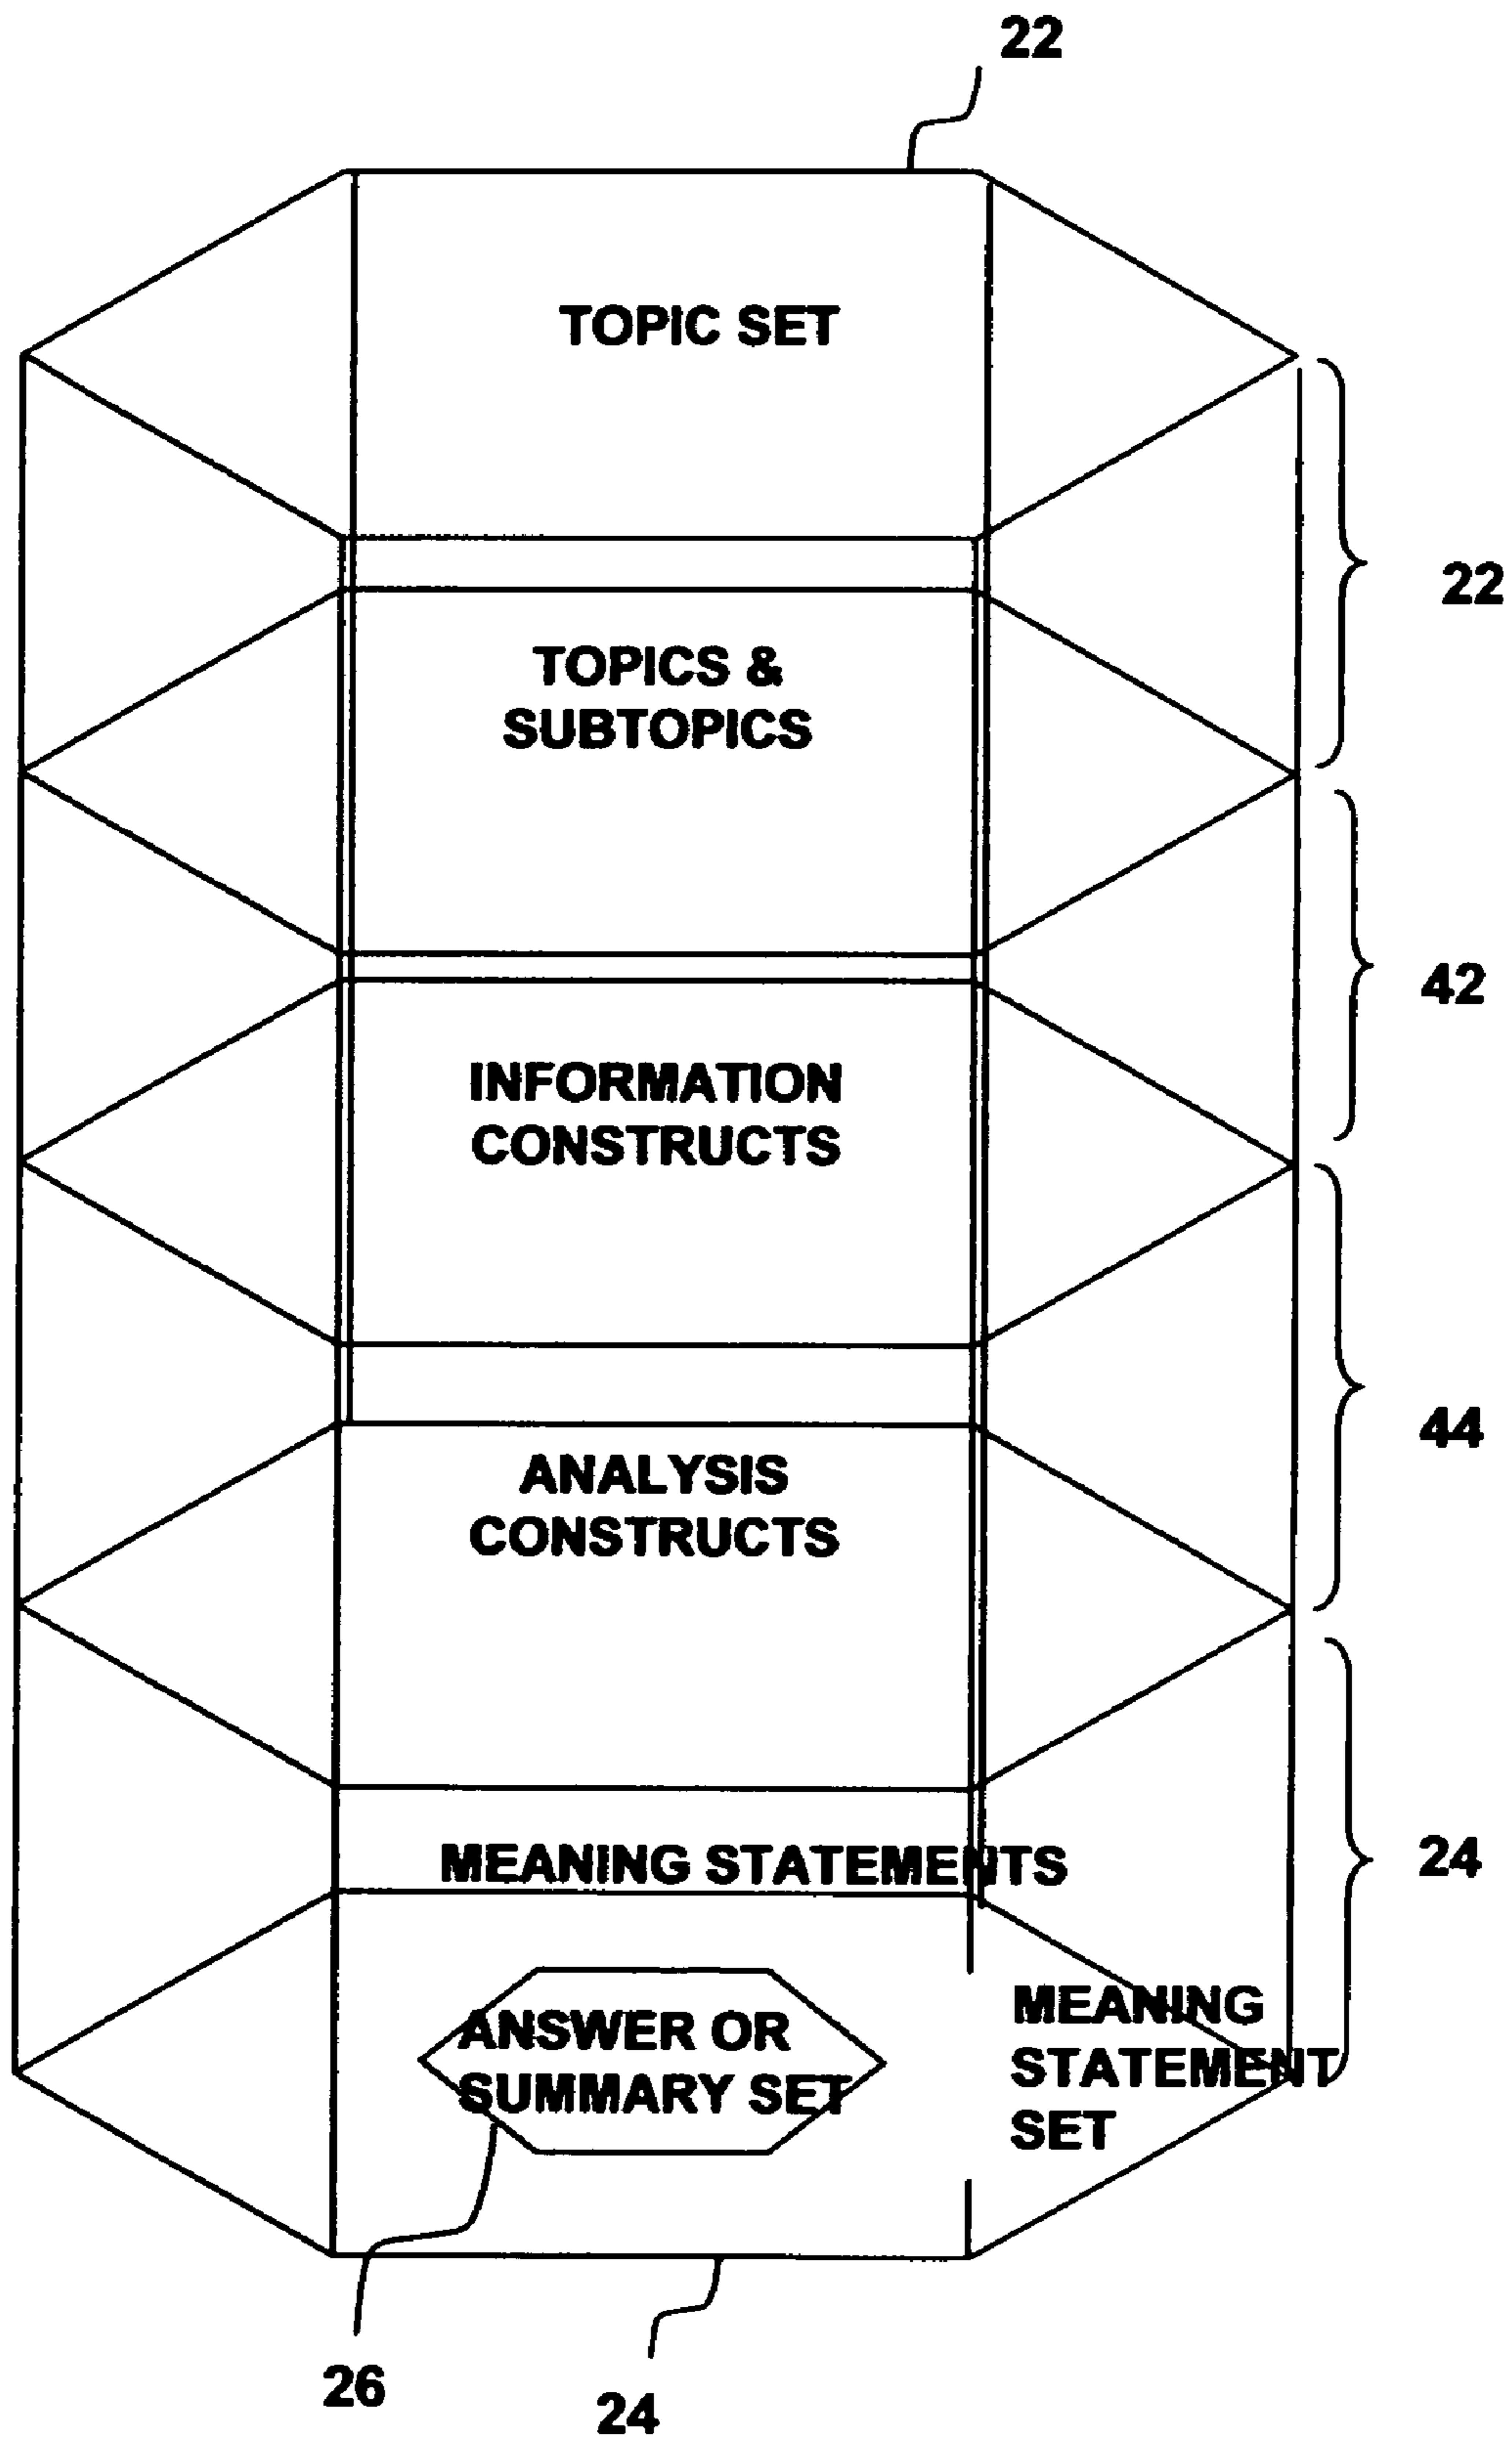 22
TOPIC SET
22
TOPICS &
SUBTOPICS
42
INFORMATION
CONSTRUCTS
44
ANALYSIS
CONSTRUCTS
MEANING STATEMENTS
24
ANSWER OR
SUMMARY SET
MEANING
STATEMENT
SET
26
24